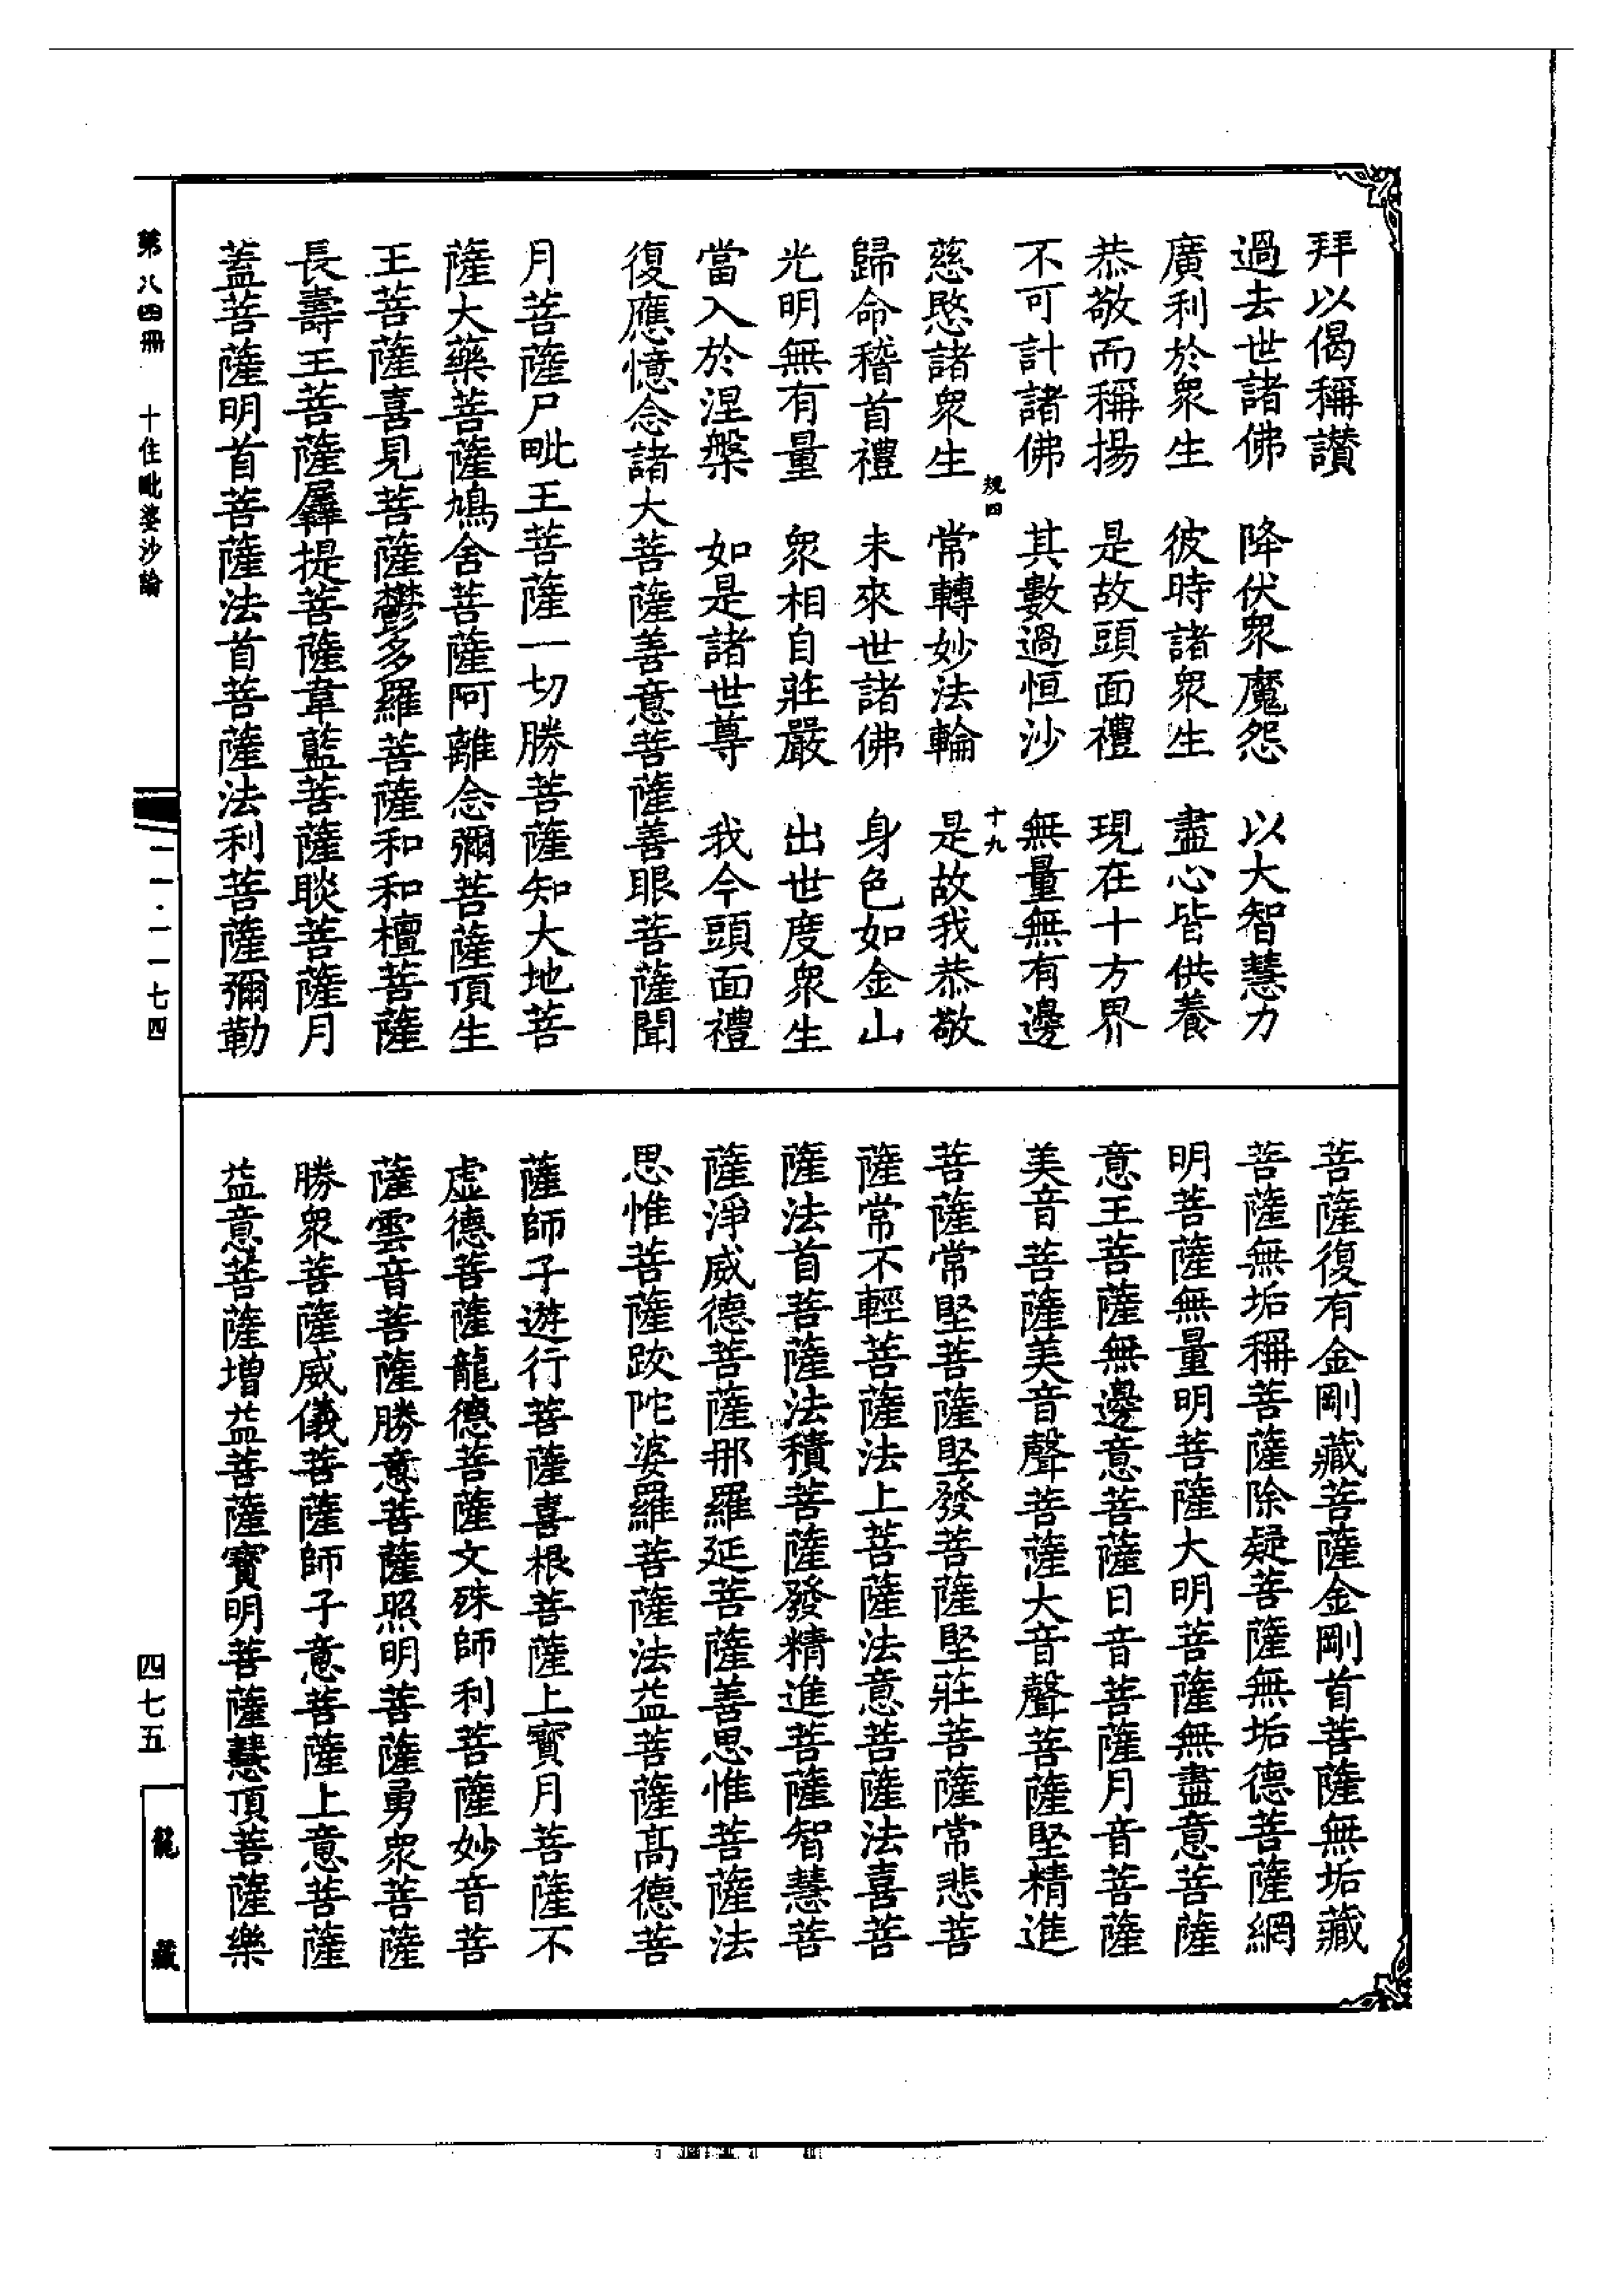 拜以偈稱讚
過去世諸佛　降伏眾魔怨　以大智慧力
廣利於眾生　彼時諸眾生　盡心皆供養
恭敬而稱揚　是故頭面禮　現在十方界
不可計諸佛　其數過恒沙　無量無有邊
規四　十九
慈愍諸眾生　常轉妙法輪　是故我恭敬
歸命稽首禮　未來世諸佛　身色如金山
光明無有量　眾相自莊嚴　出世度眾生
當入於涅槃　如是諸世尊　我今頭面禮
復應憶念諸大菩薩善意菩薩善眼菩薩聞
月菩薩尸毗王菩薩一切勝菩薩知大地菩
薩大藥菩薩鳩舍菩薩阿離念彌菩薩頂生
王菩薩喜見菩薩鬱多羅菩薩和和檀菩薩
長壽王菩薩羼提菩薩韋藍菩薩睒菩薩月
蓋菩薩明首菩薩法首菩薩法利菩薩彌勒
菩薩復有金剛藏菩薩金剛首菩薩無垢藏
菩薩無垢稱菩薩除疑菩薩無垢德菩薩網
明菩薩無量明菩薩大明菩薩無盡意菩薩
意王菩薩無邊意菩薩日音菩薩月音菩薩
美音菩薩美音聲菩薩大音聲菩薩堅精進
菩薩常堅菩薩堅發菩薩堅莊菩薩常悲菩
薩常不輕菩薩法上菩薩法意菩薩法喜菩
薩法首菩薩法積菩薩發精進菩薩智慧菩
薩淨威德菩薩那羅延菩薩善思惟菩薩法
思惟菩薩跋陀婆羅菩薩法益菩薩高德菩
薩師子遊行菩薩喜根菩薩上寶月菩薩不
虛德菩薩龍德菩薩文殊師利菩薩妙音菩
薩雲音菩薩勝意菩薩照明菩薩勇眾菩薩
勝眾菩薩威儀菩薩師子意菩薩上意菩薩
益意菩薩增益菩薩寶明菩薩慧頂菩薩樂
第八四冊　十住毗婆沙論
一一·一一七四
四七五
龍藏